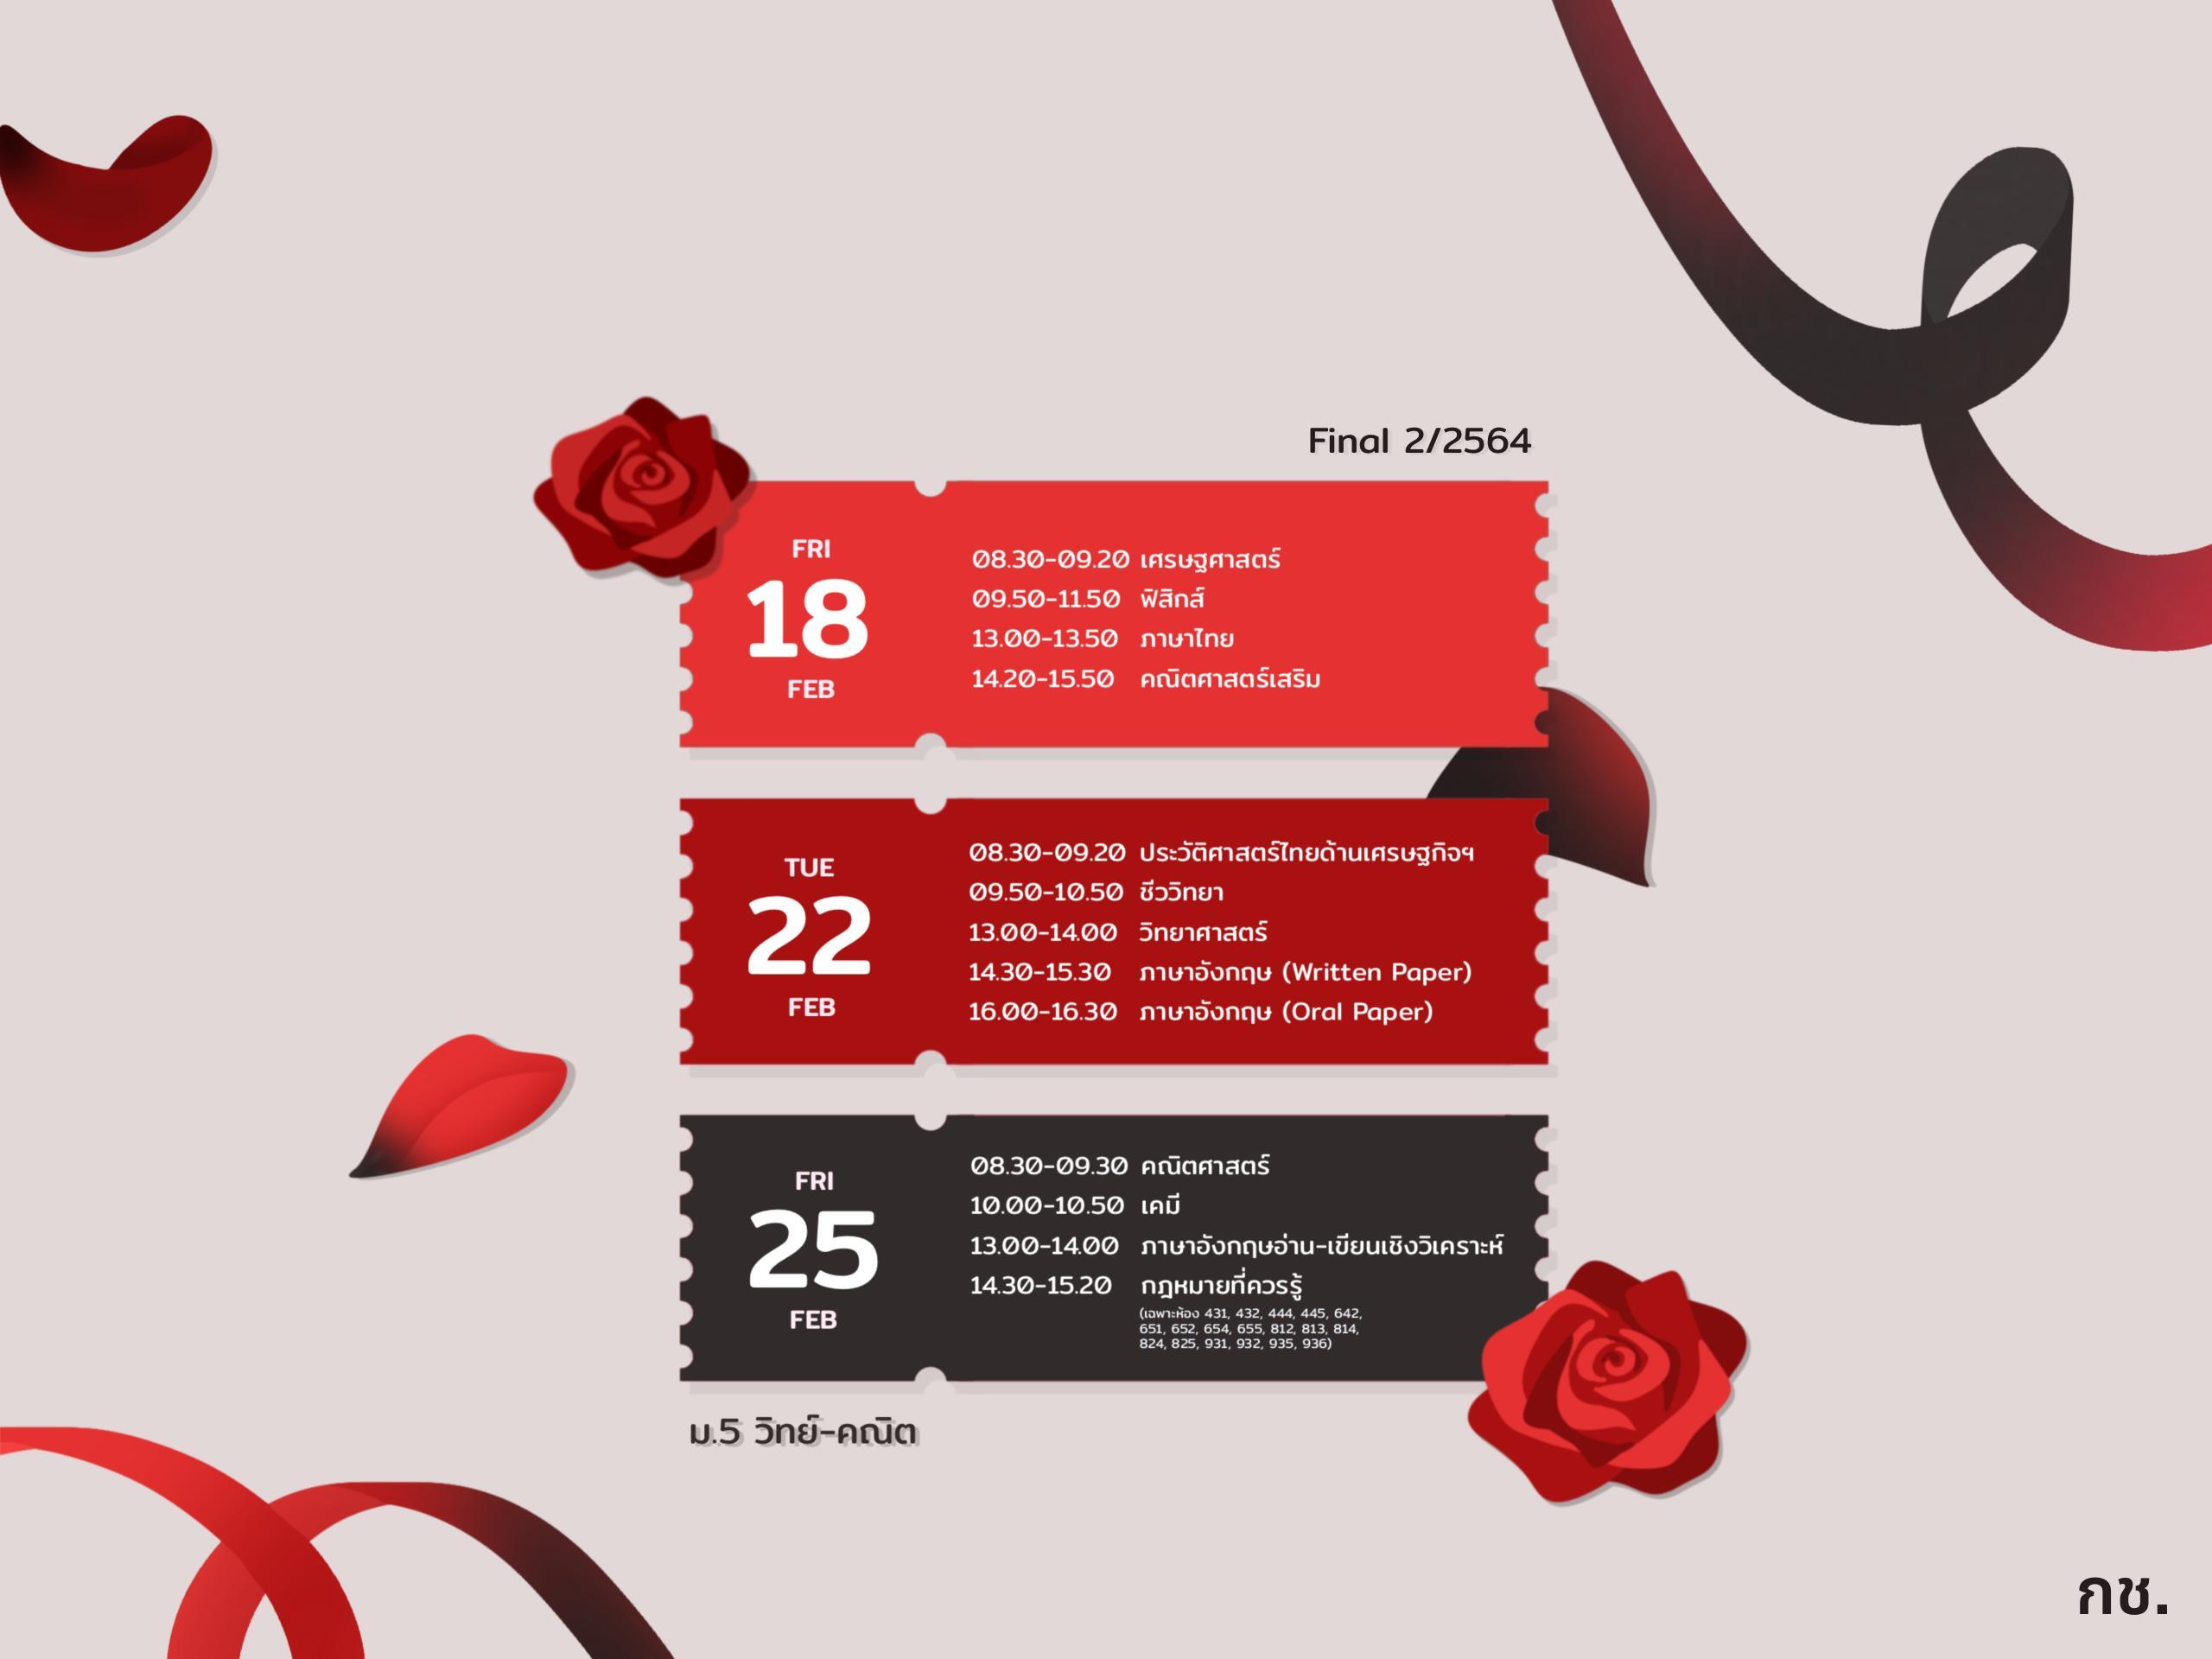 Final 2/2564
FRI
18
FEB
08.30-09.20 เศรษฐศาสตร์
09.50-11.50 ฟิสิกส์
13.00-13.50 ภาษาไทย
14.20-15.50 คณิตศาสตร์เสริม
TUE
22
FEB
08.30-09.20 ประวัติศาสตร์ไทยด้านเศรษฐกิจฯ
09.50-10.50 ชีววิทยา
13.00-14.00 วิทยาศาสตร์
14.30-15.30 ภาษาอังกฤษ (Written Paper)
16.00-16.30 ภาษาอังกฤษ (Oral Paper)
FRI
25
FEB
08.30-09.30 คณิตศาสตร์
10.00-10.50 เคมี
13.00-14.00 ภาษาอังกฤษอ่าน-เขียนเชิงวิเคราะห์
14.30-15.20 กฎหมายที่ควรรู้
(เฉพาะห้อง 431, 432, 444, 445, 642,
651, 652, 654, 655, 812, 813, 814,
824, 825, 931, 932, 935, 936)
ม.5 วิทย์-คณิต
กช.